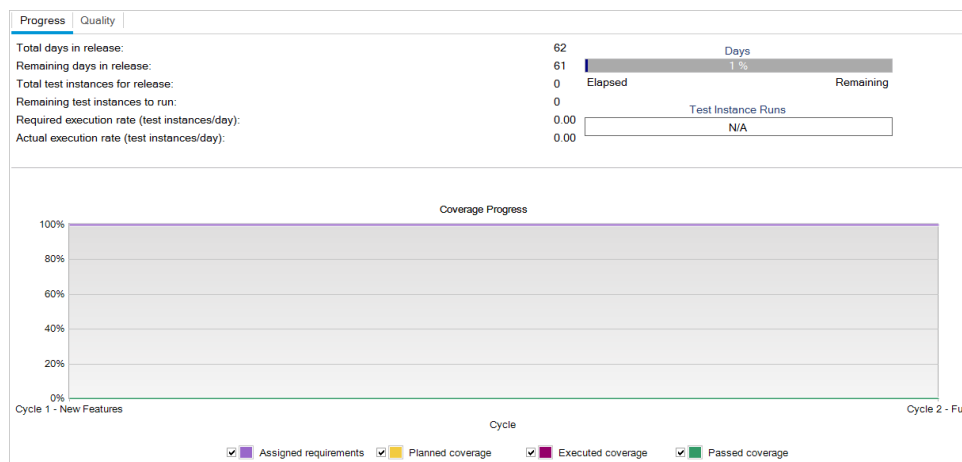 Progress Quality
Total days in release: 62
Remaining days in release: 61
Total test instances for release: 0
Remaining test instances to run: 0
Required execution rate (test instances/day): 0.00
Actual execution rate (test instances/day): 0.00
Days
1 %
Elapsed Remaining
Test Instance Runs
N/A
Coverage Progress
100%
80%
60%
40%
20%
0%
Cycle 1 - New Features Cycle 2 - Fu
Cycle
Assigned requirements Planned coverage Executed coverage Passed coverage